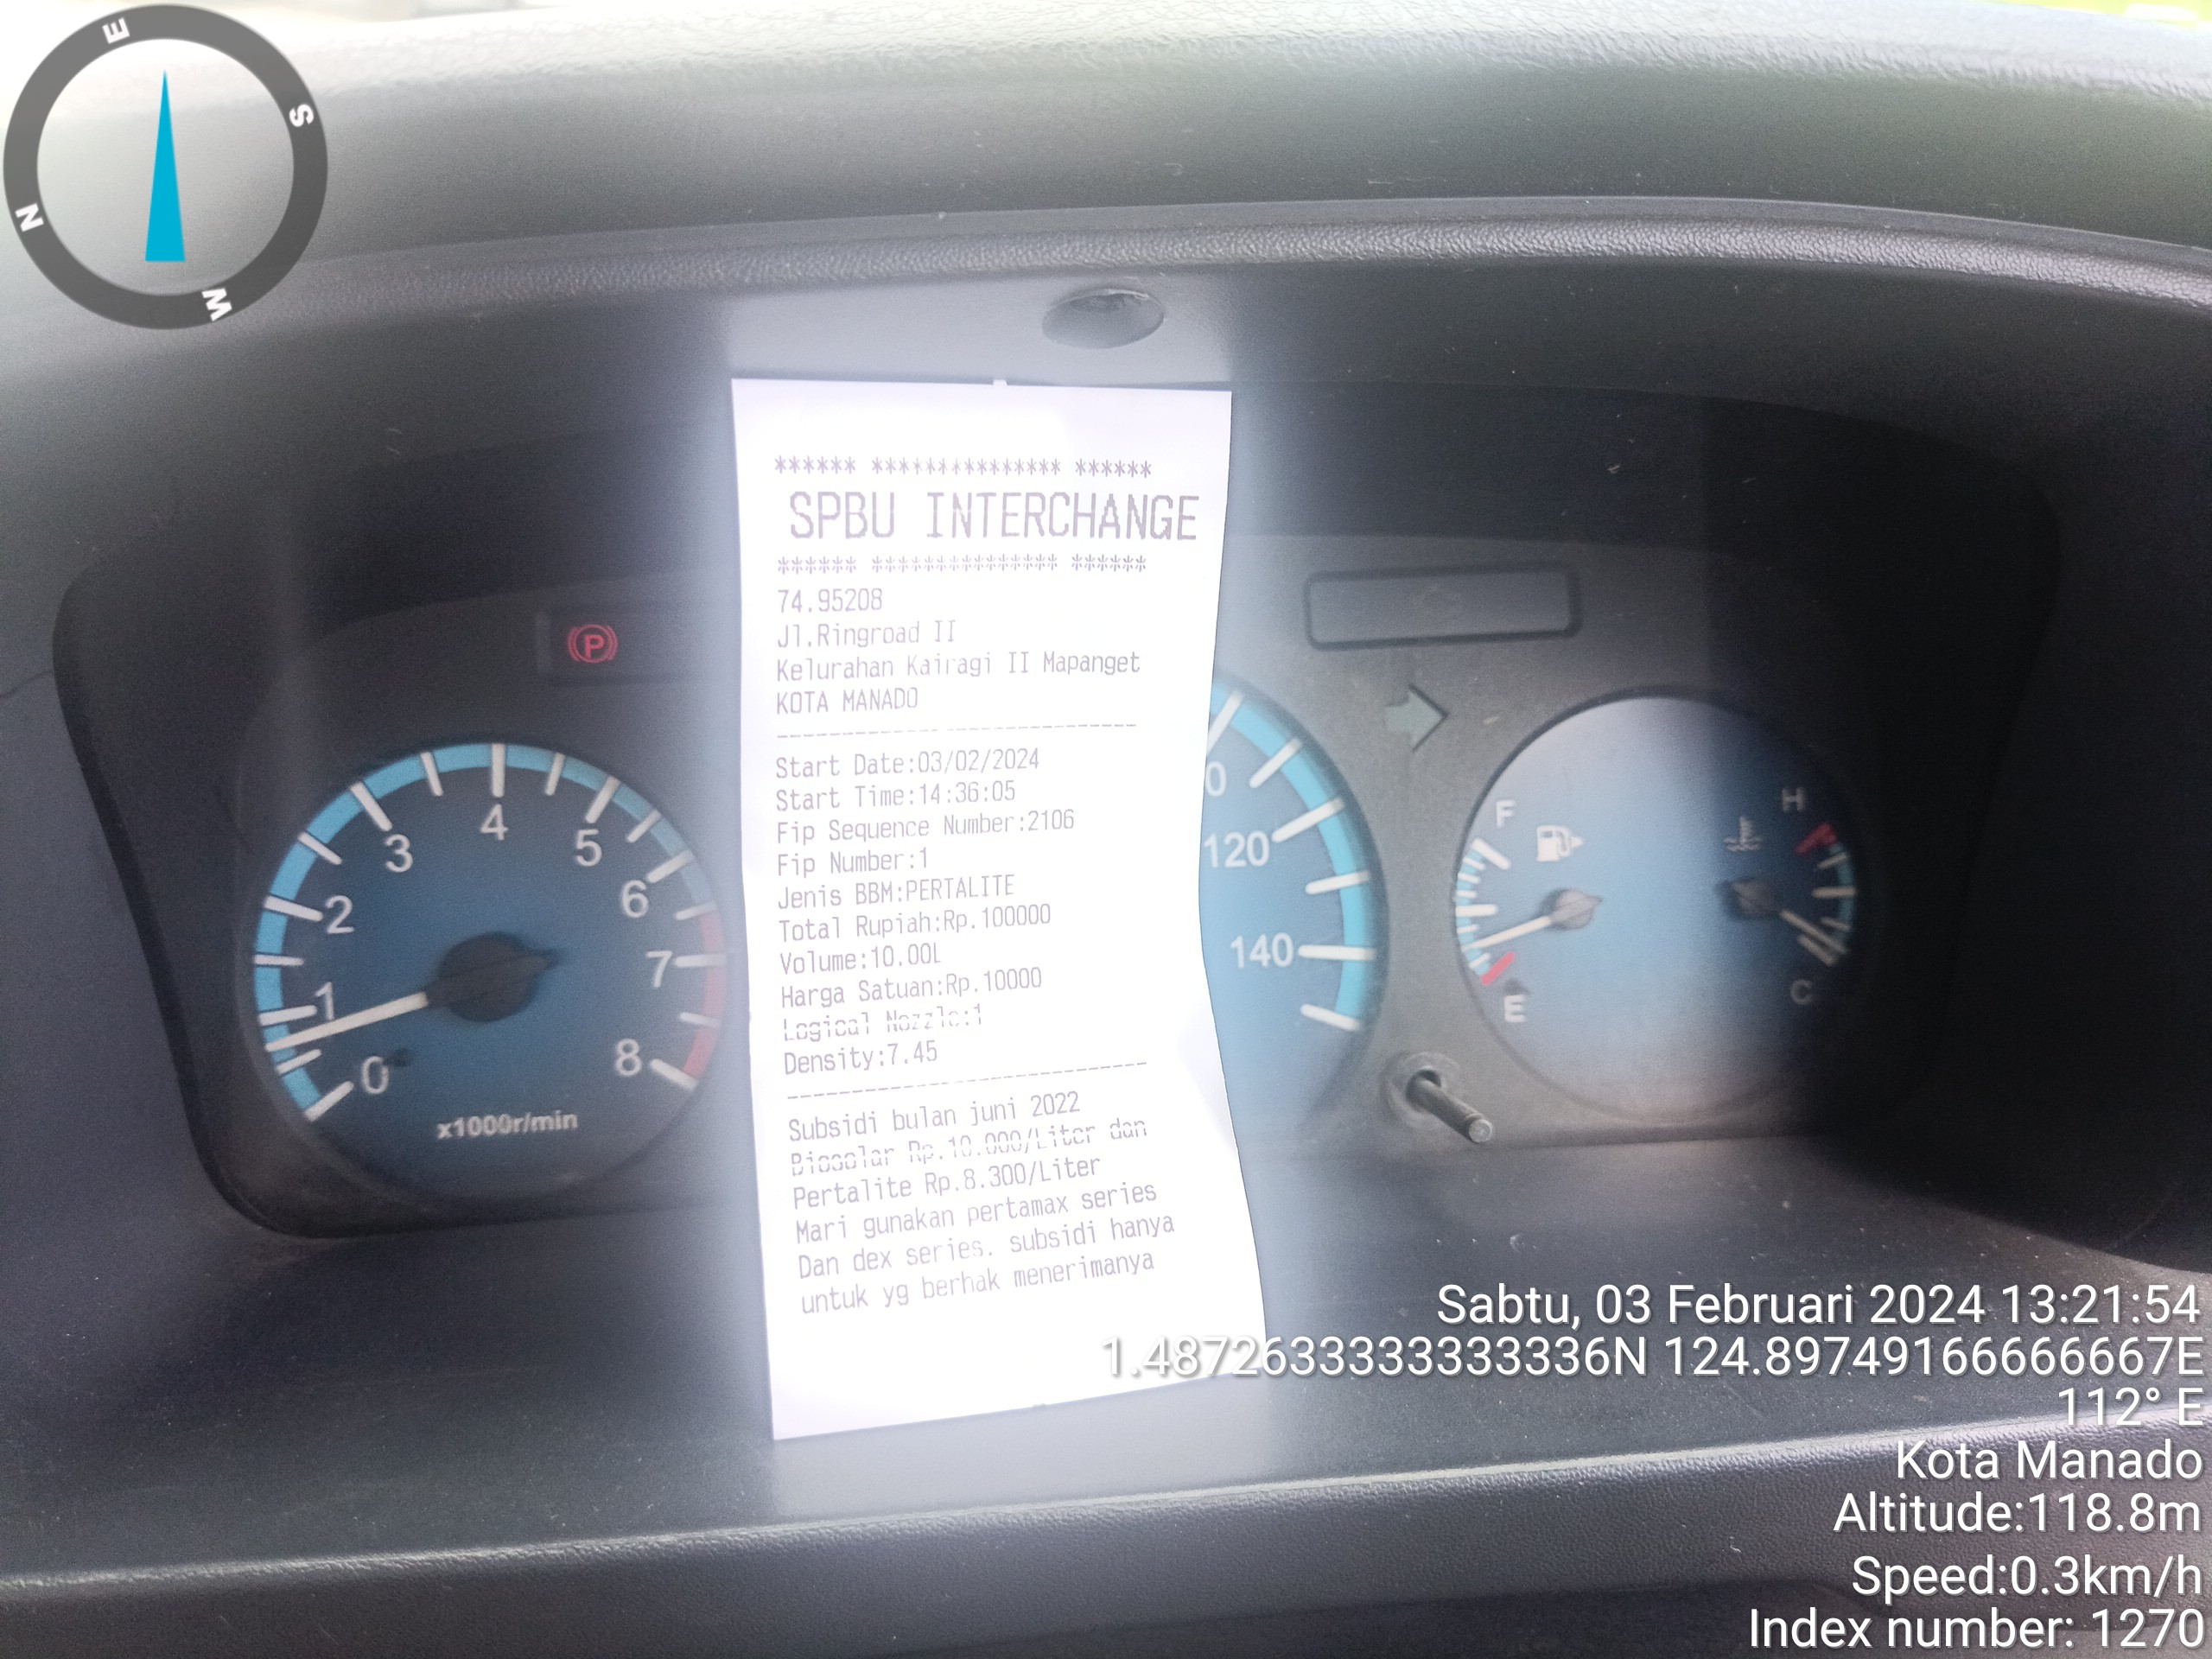 E
S
N
W
****** ************** ******
SPBU INTERCHANGE
****** ************** ******
74.95208
Jl.Ringroad II
Kelurahan Kairagi II Mapanget
KOTA MANADO
------------------------------
Start Date:03/02/2024
Start Time:14:36:05
Fip Sequence Number:2106
Fip Number:1
Jenis BBM:PERTALITE
Total Rupiah:Rp.100000
Volume:10.00L
Harga Satuan:Rp.10000
Logical Nozzle:1
Density:7.45
------------------------------
Subsidi bulan juni 2022
Biosolar Rp.10.000/Liter dan
Pertalite Rp.8.300/Liter
Mari gunakan pertamax series
Dan dex series. subsidi hanya
untuk yg berhak menerimanya
P
0
1
2
3
4
5
6
7
8
x1000r/min
0
120
140
F
E
H
C
Sabtu, 03 Februari 2024 13:21:54
1.4872633333333336N 124.89749166666667E
112° E
Kota Manado
Altitude:118.8m
Speed:0.3km/h
Index number: 1270